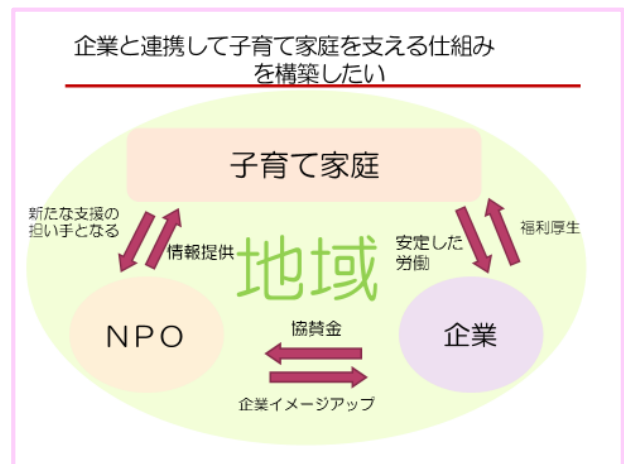 企業と連携して子育て家庭を支える仕組み
を構築したい
子育て家庭
新たな支援の
担い手となる
情報提供
地域
安定した
労働
福利厚生
NPO
協賛金
企業
企業イメージアップ